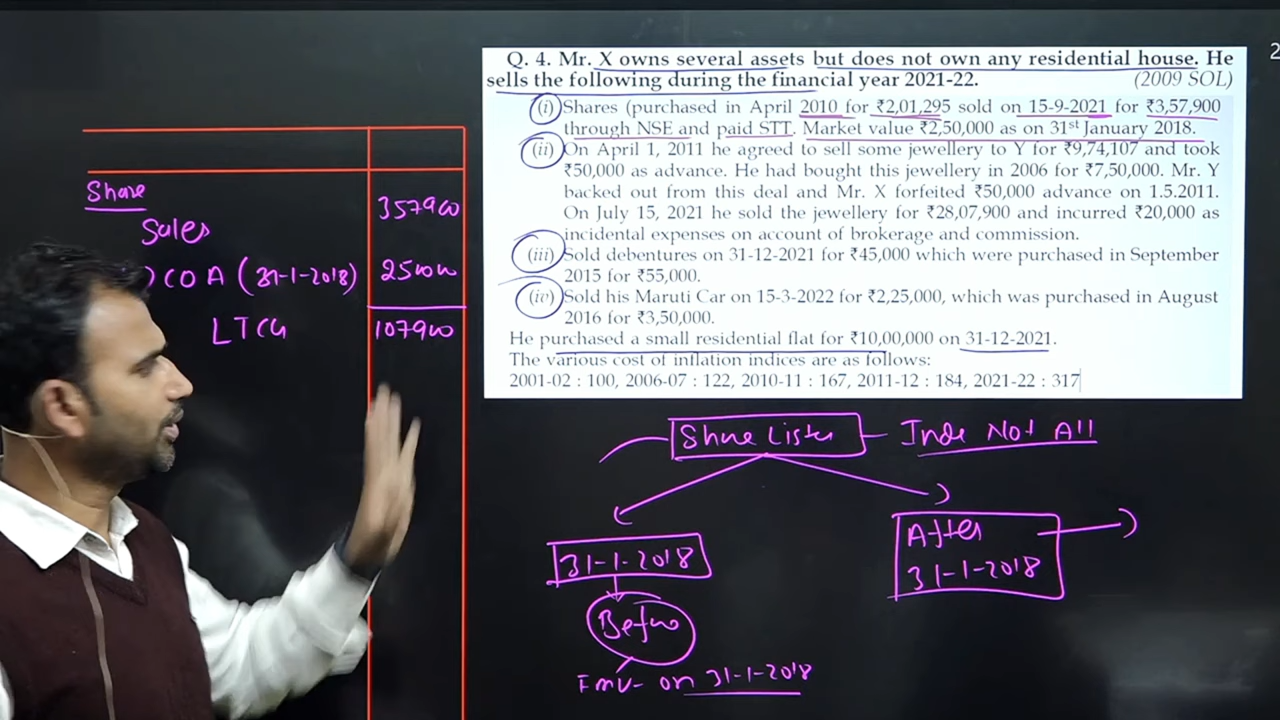 Q. 4. Mr. X owns several assets but does not own any residential house. He
sells the following during the financial year 2021-22. (2009 SOL)
(i) Shares (purchased in April 2010 for ₹2,01,295 sold on 15-9-2021 for ₹3,57,900
through NSE and paid STT. Market value ₹2,50,000 as on 31st January 2018.
(ii) On April 1, 2011 he agreed to sell some jewellery to Y for ₹9,74,107 and took
₹50,000 as advance. He had bought this jewellery in 2006 for ₹7,50,000. Mr. Y
backed out from this deal and Mr. X forfeited ₹50,000 advance on 1.5.2011.
On July 15, 2021 he sold the jewellery for ₹28,07,900 and incurred ₹20,000 as
incidental expenses on account of brokerage and commission.
(iii) Sold debentures on 31-12-2021 for ₹45,000 which were purchased in September
2015 for ₹55,000.
(iv) Sold his Maruti Car on 15-3-2022 for ₹2,25,000, which was purchased in August
2016 for ₹3,50,000.
He purchased a small residential flat for ₹10,00,000 on 31-12-2021.
The various cost of inflation indices are as follows:
2001-02 : 100, 2006-07 : 122, 2010-11 : 167, 2011-12 : 184, 2021-22 : 317
2
Share
Sales 357900
) COA (31-1-2018) 250000
LTCG 107900
Share Listed Inde Not All
31-1-2018
Before
FMV on 31-1-2018
After
31-1-2018